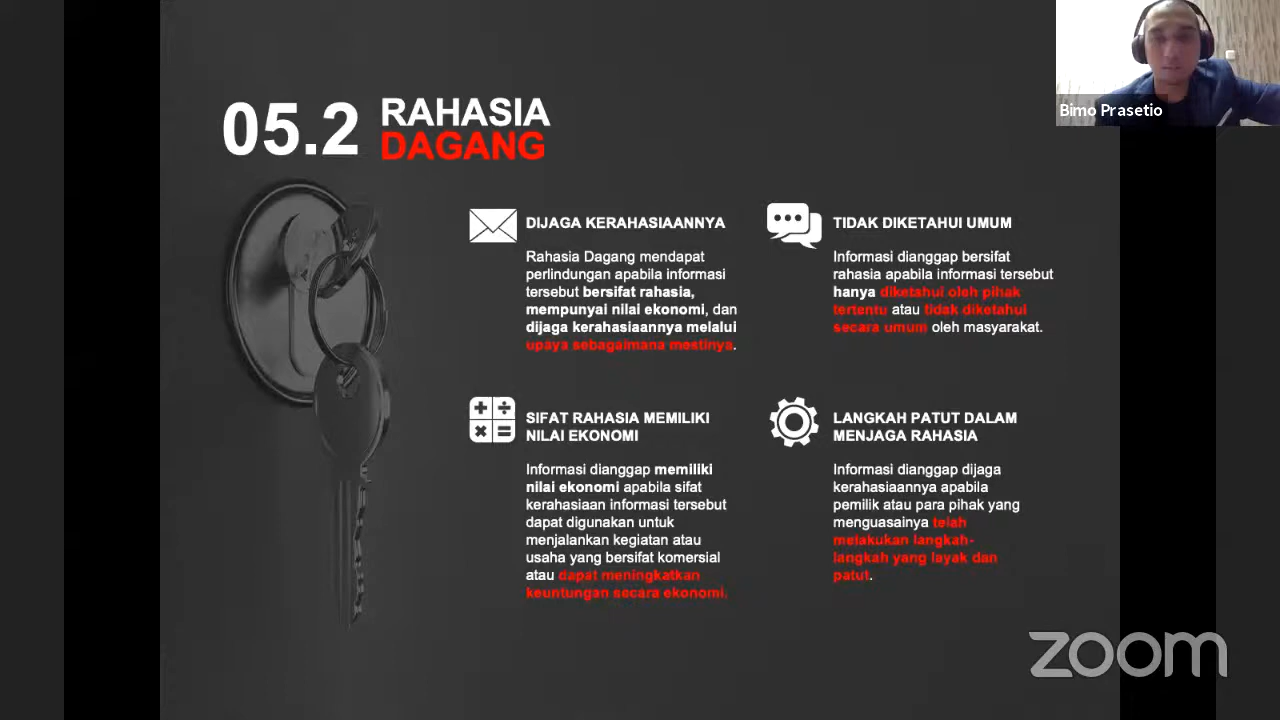 05.2 RAHASIA
DAGANG
Bimo Prasetio
DIJAGA KERAHASIAANNYA
Rahasia Dagang mendapat
perlindungan apabila informasi
tersebut bersifat rahasia,
mempunyai nilai ekonomi, dan
dijaga kerahasiaannya melalui
upaya sebagaimana mestinya.
TIDAK DIKETAHUI UMUM
Informasi dianggap bersifat
rahasia apabila informasi tersebut
hanya diketahui oleh pihak
tertentu atau tidak diketahui
secara umum oleh masyarakat.
SIFAT RAHASIA MEMILIKI
NILAI EKONOMI
Informasi dianggap memiliki
nilai ekonomi apabila sifat
kerahasiaan informasi tersebut
dapat digunakan untuk
menjalankan kegiatan atau
usaha yang bersifat komersial
atau dapat meningkatkan
keuntungan secara ekonomi.
LANGKAH PATUT DALAM
MENJAGA RAHASIA
Informasi dianggap dijaga
kerahasiaannya apabila
pemilik atau para pihak yang
menguasainya telah
melakukan langkah-
langkah yang layak dan
patut.
zoom